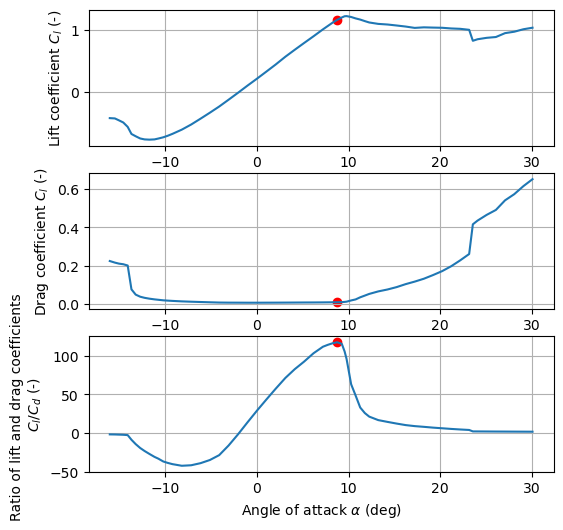 Lift coefficient C_l (-)
1
0
−10 0 10 20 30
Drag coefficient C_l (-)
0.6
0.4
0.2
0.0
−10 0 10 20 30
Ratio of lift and drag coefficients
C_l/C_d (-)
100
50
0
−50
−10 0 10 20 30
Angle of attack α (deg)